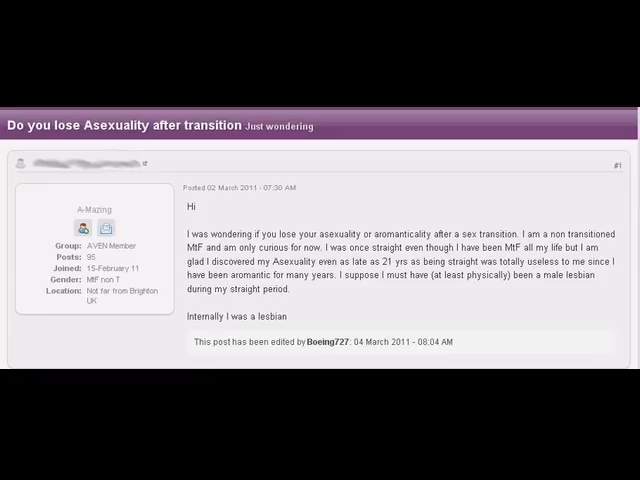 Do you lose Asexuality after transition Just wondering
#1
Posted 02 March 2011 - 07:30 AM
A-Mazing
Group: AVEN Member
Posts: 95
Joined: 15-February 11
Gender: MtF non T
Location: Not far from Brighton
UK
Hi
I was wondering if you lose your asexuality or aromanticality after a sex transition. I am a non transitioned
MtF and am only curious for now. I was once straight even though I have been MtF all my life but I am
glad I discovered my Asexuality even as late as 21 yrs as being straight was totally useless to me since I
have been aromantic for many years. I suppose I must have (at least physically) been a male lesbian
during my straight period.
Internally I was a lesbian
This post has been edited by Boeing727: 04 March 2011 - 08:04 AM